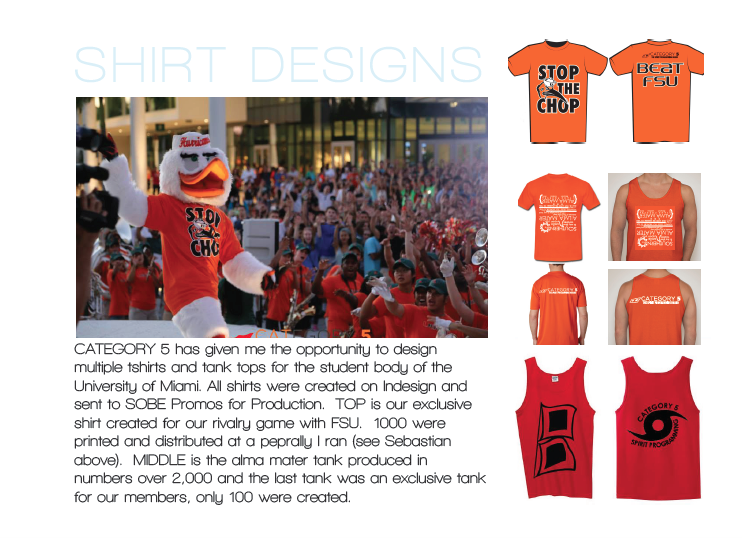 SHIRT DESIGNS
STOP
THE
CHOP
CATEGORY 5
BEAT
FSU
Hurricanes
STOP
CHO
CATEGORY 5
CATEGORY 5
CATEGORY 5 has given me the opportunity to design
multiple tshirts and tank tops for the student body of the
University of Miami. All shirts were created on Indesign and
sent to SOBE Promos for Production.  TOP is our exclusive
shirt created for our rivalry game with FSU.   1000 were
printed and distributed at a peprally I ran (see Sebastian
above).  MIDDLE is the alma mater tank produced in
numbers over 2,000 and the last tank was an exclusive tank
for our members, only 100 were created.
CATEGORY 5
SPIRIT PROGRAMMING